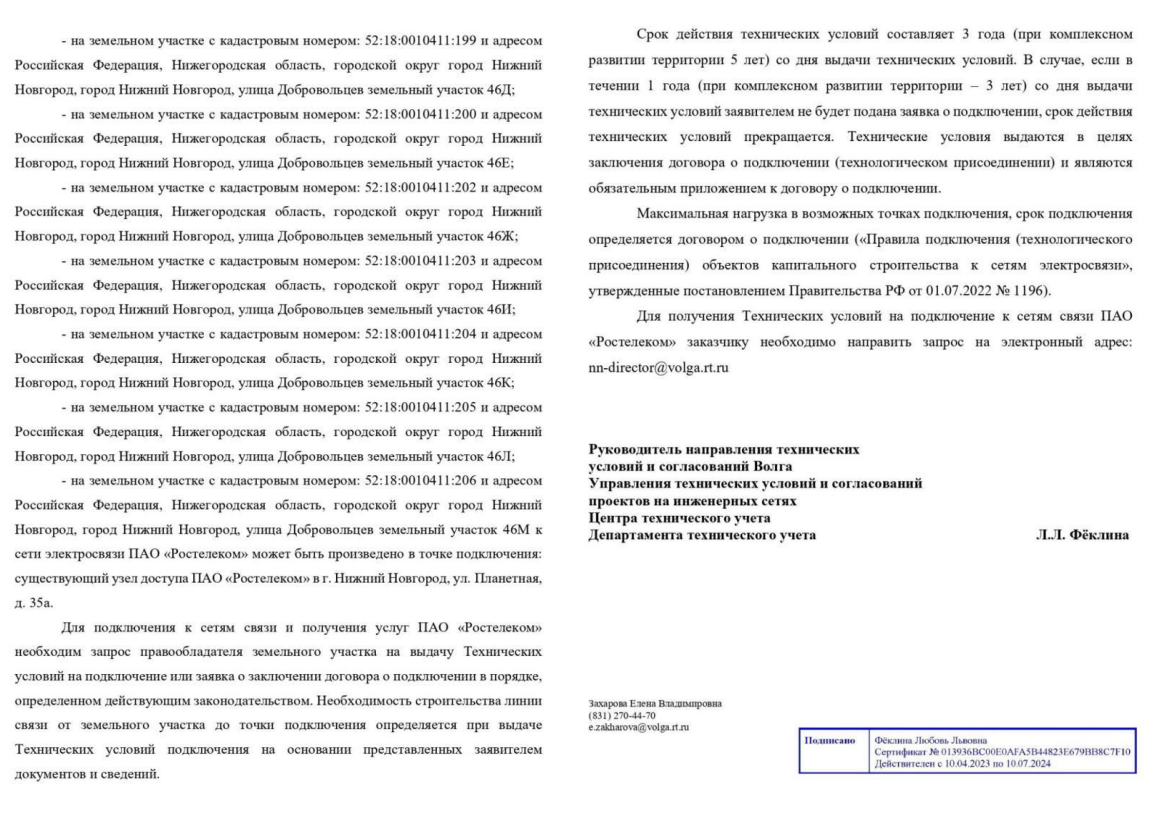 - на земельном участке с кадастровым номером: 52:18:0010411:199 и адресом
Российская Федерация, Нижегородская область, городской округ город Нижний
Новгород, город Нижний Новгород, улица Добровольцев земельный участок 46Д;
- на земельном участке с кадастровым номером: 52:18:0010411:200 и адресом
Российская Федерация, Нижегородская область, городской округ город Нижний
Новгород, город Нижний Новгород, улица Добровольцев земельный участок 46Е;
- на земельном участке с кадастровым номером: 52:18:0010411:202 и адресом
Российская Федерация, Нижегородская область, городской округ город Нижний
Новгород, город Нижний Новгород, улица Добровольцев земельный участок 46Ж;
- на земельном участке с кадастровым номером: 52:18:0010411:203 и адресом
Российская Федерация, Нижегородская область, городской округ город Нижний
Новгород, город Нижний Новгород, улица Добровольцев земельный участок 46И;
- на земельном участке с кадастровым номером: 52:18:0010411:204 и адресом
Российская Федерация, Нижегородская область, городской округ город Нижний
Новгород, город Нижний Новгород, улица Добровольцев земельный участок 46К;
- на земельном участке с кадастровым номером: 52:18:0010411:205 и адресом
Российская Федерация, Нижегородская область, городской округ город Нижний
Новгород, город Нижний Новгород, улица Добровольцев земельный участок 46Л;
- на земельном участке с кадастровым номером: 52:18:0010411:206 и адресом
Российская Федерация, Нижегородская область, городской округ город Нижний
Новгород, город Нижний Новгород, улица Добровольцев земельный участок 46М к
сети электросвязи ПАО «Ростелеком» может быть произведено в точке подключения:
существующий узел доступа ПАО «Ростелеком» в г. Нижний Новгород, ул. Планетная,
д. 35а.
Для подключения к сетям связи и получения услуг ПАО «Ростелеком»
необходим запрос правообладателя земельного участка на выдачу Технических
условий на подключение или заявка о заключении договора о подключении в порядке,
определенном действующим законодательством. Необходимость строительства линии
связи от земельного участка до точки подключения определяется при выдаче
Технических условий подключения на основании представленных заявителем
документов и сведений.
Срок действия технических условий составляет 3 года (при комплексном
развитии территории 5 лет) со дня выдачи технических условий. В случае, если в
течении 1 года (при комплексном развитии территории – 3 лет) со дня выдачи
технических условий заявителем не будет подана заявка о подключении, срок действия
технических условий прекращается. Технические условия выдаются в целях
заключения договора о подключении (технологическом присоединении) и являются
обязательным приложением к договору о подключении.
Максимальная нагрузка в возможных точках подключения, срок подключения
определяется договором о подключении («Правила подключения (технологического
присоединения) объектов капитального строительства к сетям электросвязи»,
утвержденные постановлением Правительства РФ от 01.07.2022 № 1196).
Для получения Технических условий на подключение к сетям связи ПАО
«Ростелеком» заказчику необходимо направить запрос на электронный адрес:
nn-director@volga.rt.ru
Руководитель направления технических
условий и согласований Волга
Управления технических условий и согласований
проектов на инженерных сетях
Центра технического учета
Департамента технического учета Л.Л. Фёклина
Захарова Елена Владимировна
(831) 270-44-70
e.zakharova@volga.rt.ru
Подписано Фёклина Любовь Львовна
Сертификат № 013936BC00E0AFA5B44823E679BB8C7F10
Действителен с 10.04.2023 по 10.07.2024